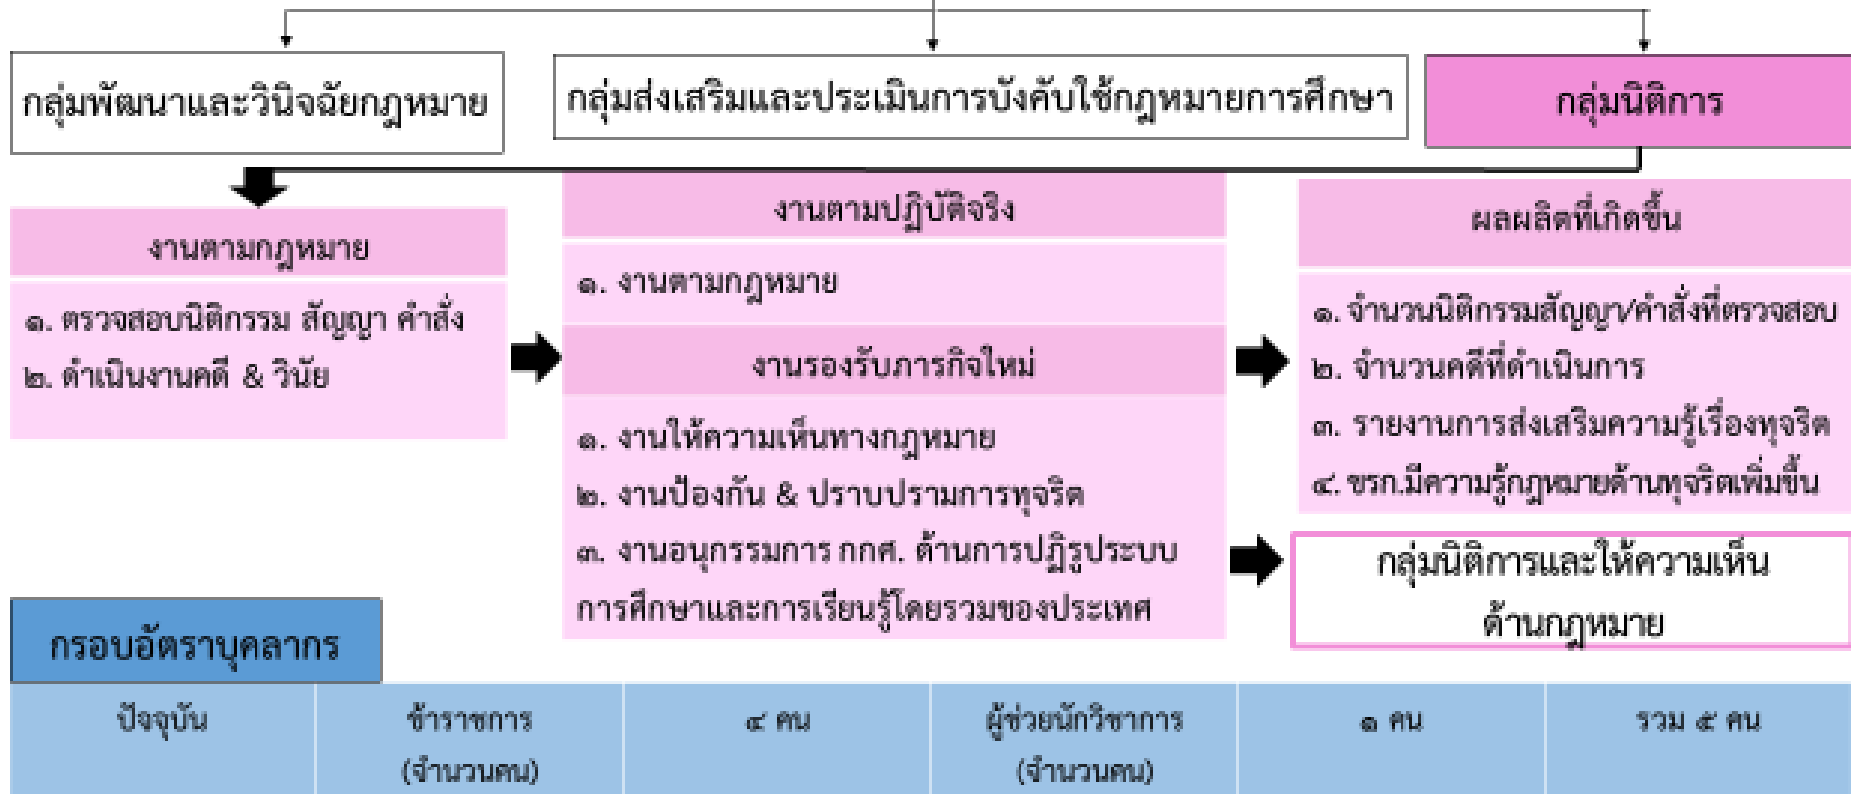 กลุ่มพัฒนาและวินิจฉัยกฎหมาย
กลุ่มส่งเสริมและประเมินการบังคับใช้กฎหมายการศึกษา
กลุ่มนิติการ
งานตามกฎหมาย
๑. ตรวจสอบนิติกรรม สัญญา คำสั่ง
๒. ดำเนินงานคดี & วินัย
งานตามปฏิบัติจริง
๑. งานตามกฎหมาย
งานรองรับภารกิจใหม่
๑. งานให้ความเห็นทางกฎหมาย
๒. งานป้องกัน & ปราบปรามการทุจริต
๓. งานอนุกรรมการ กกศ. ด้านการปฏิรูประบบ
การศึกษาและการเรียนรู้โดยรวมของประเทศ
ผลผลิตที่เกิดขึ้น
๑. จำนวนนิติกรรมสัญญา/คำสั่งที่ตรวจสอบ
๒. จำนวนคดีที่ดำเนินการ
๓. รายงานการส่งเสริมความรู้เรื่องทุจริต
๔. ขรก.มีความรู้กฎหมายด้านทุจริตเพิ่มขึ้น
กลุ่มนิติการและให้ความเห็น
ด้านกฎหมาย
กรอบอัตราบุคลากร
ปัจจุบัน
ข้าราชการ
(จำนวนคน)
๔ คน
ผู้ช่วยนักวิชาการ
(จำนวนคน)
๑ คน
รวม ๕ คน